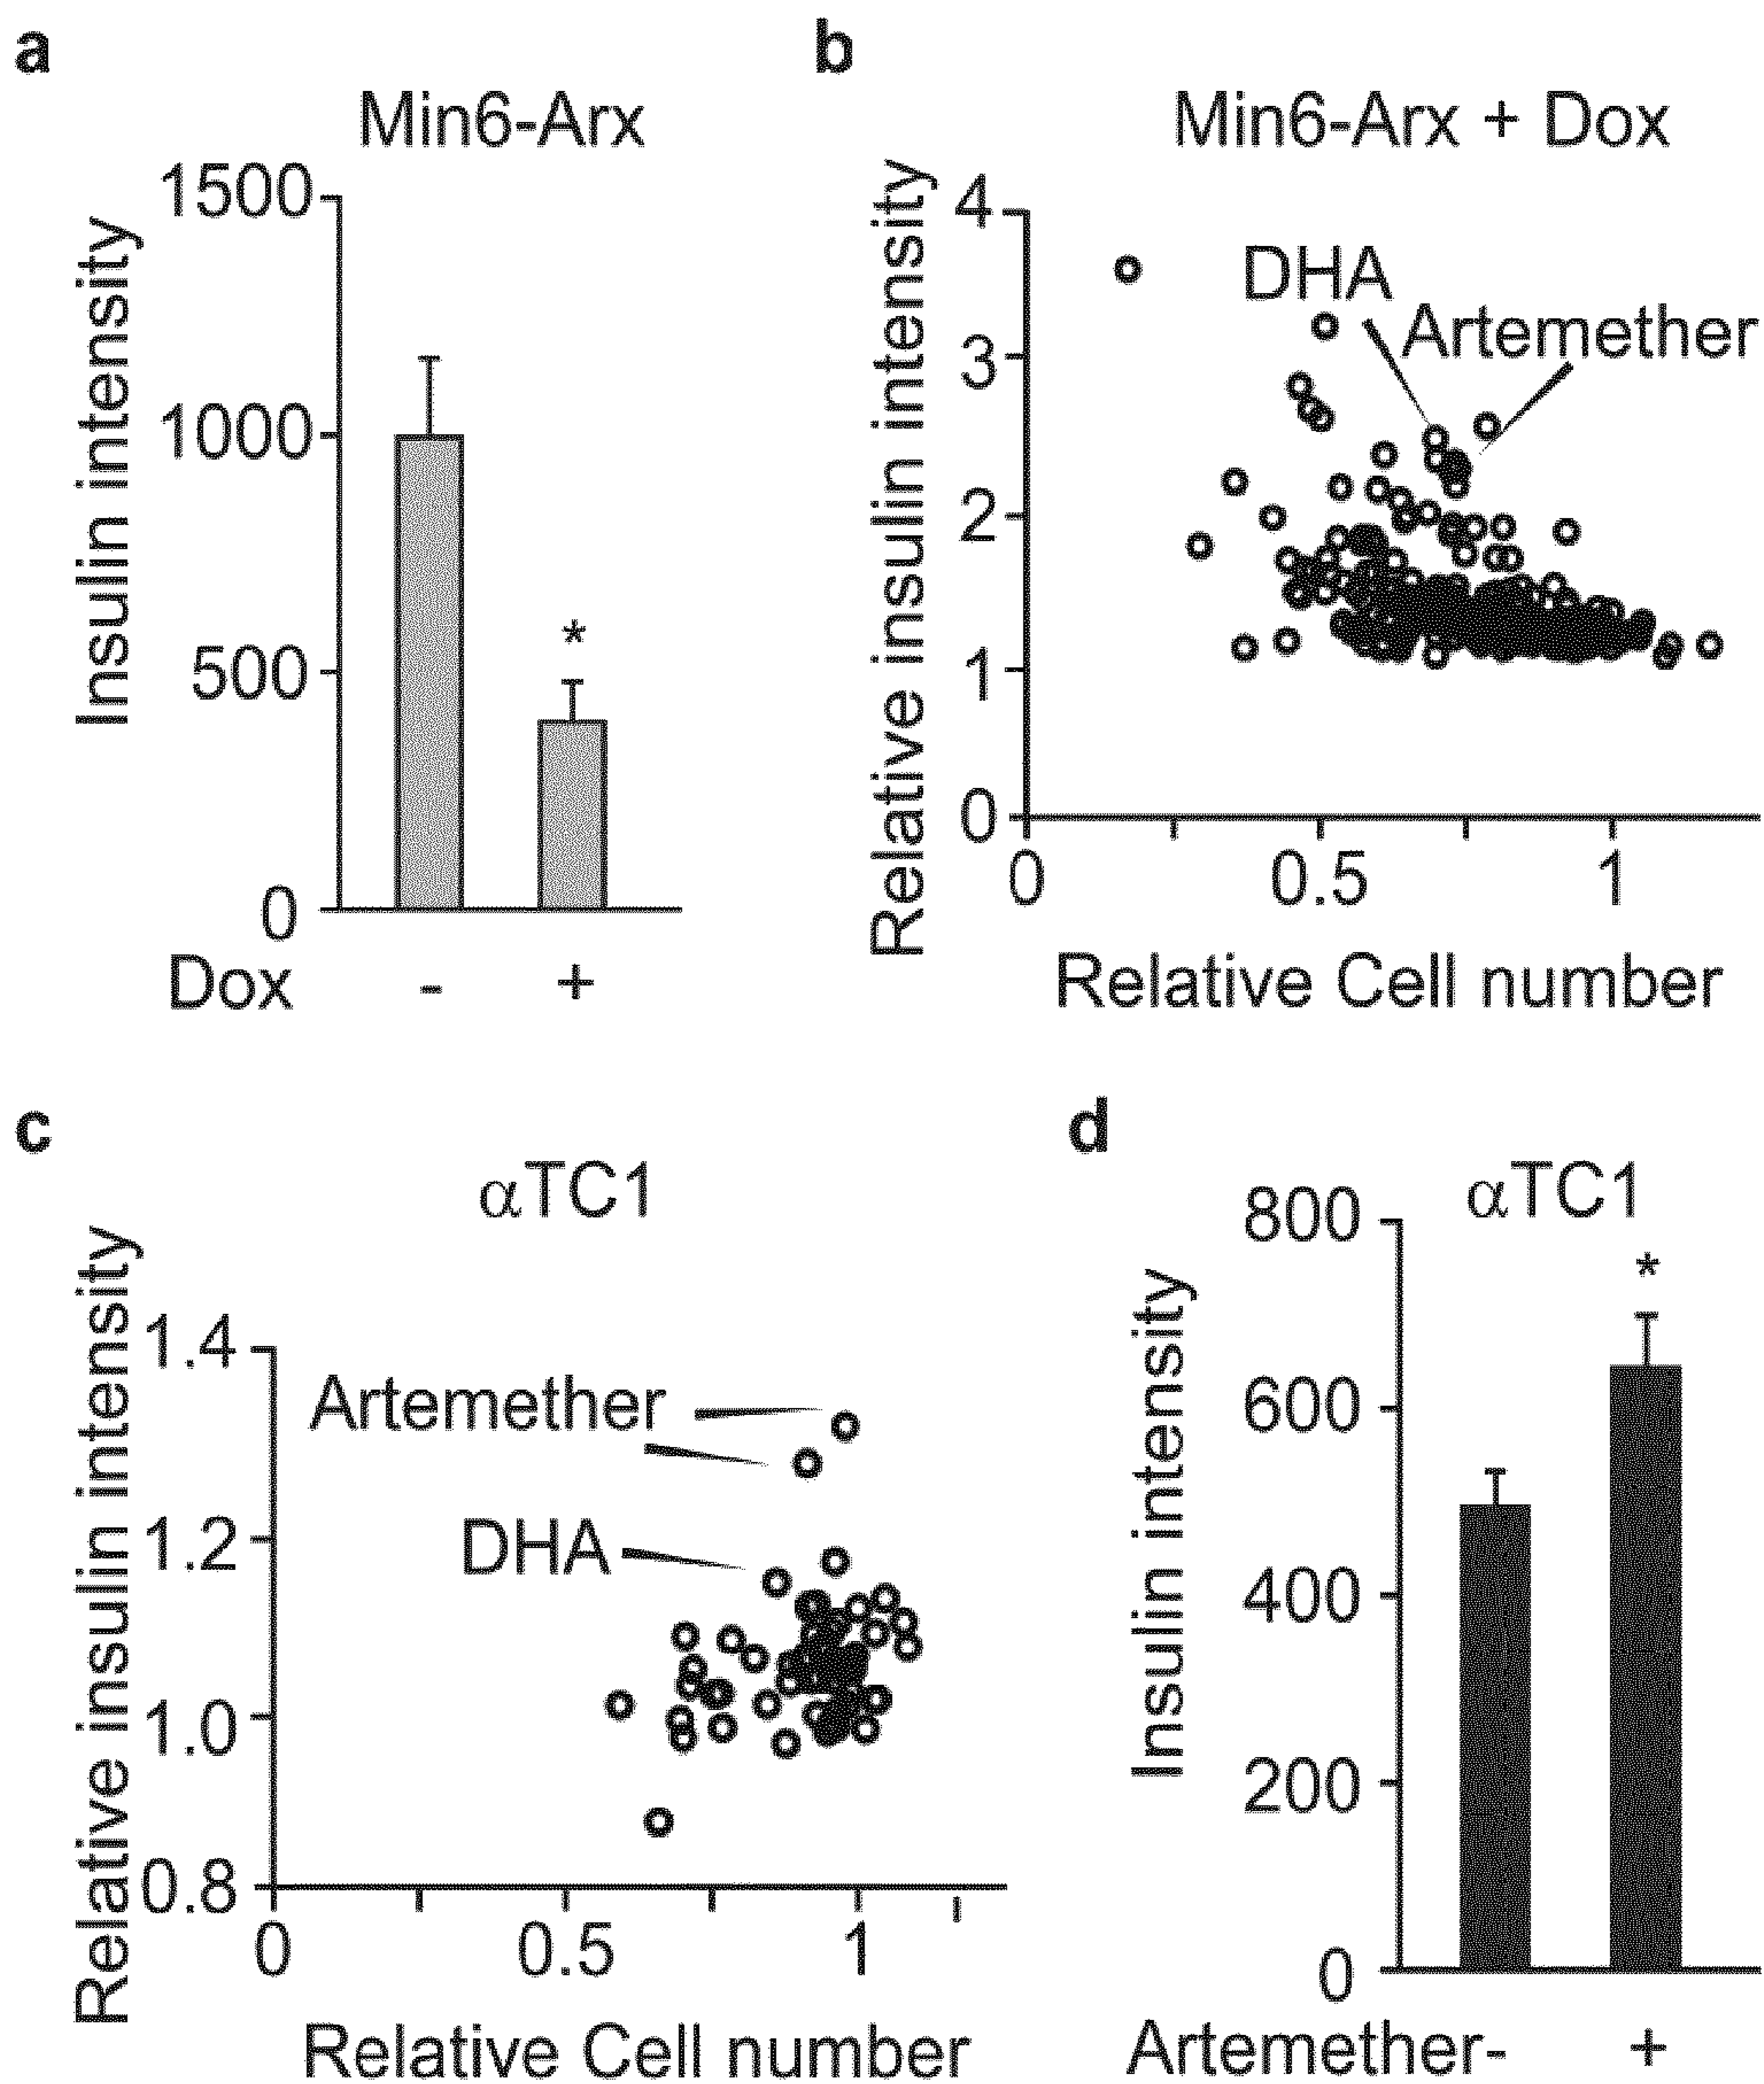 a
Min6-Arx
Insulin intensity
1500
1000
500
0
*
Dox - +
b
Min6-Arx + Dox
Relative insulin intensity
4
3
2
1
0
DHA
Artemether
0 0.5 1
Relative Cell number
c
αTC1
Relative insulin intensity
1.4
1.2
1.0
0.8
Artemether
DHA
0 0.5 1
Relative Cell number
d
αTC1
Insulin intensity
800
600
400
200
0
*
Artemether- +